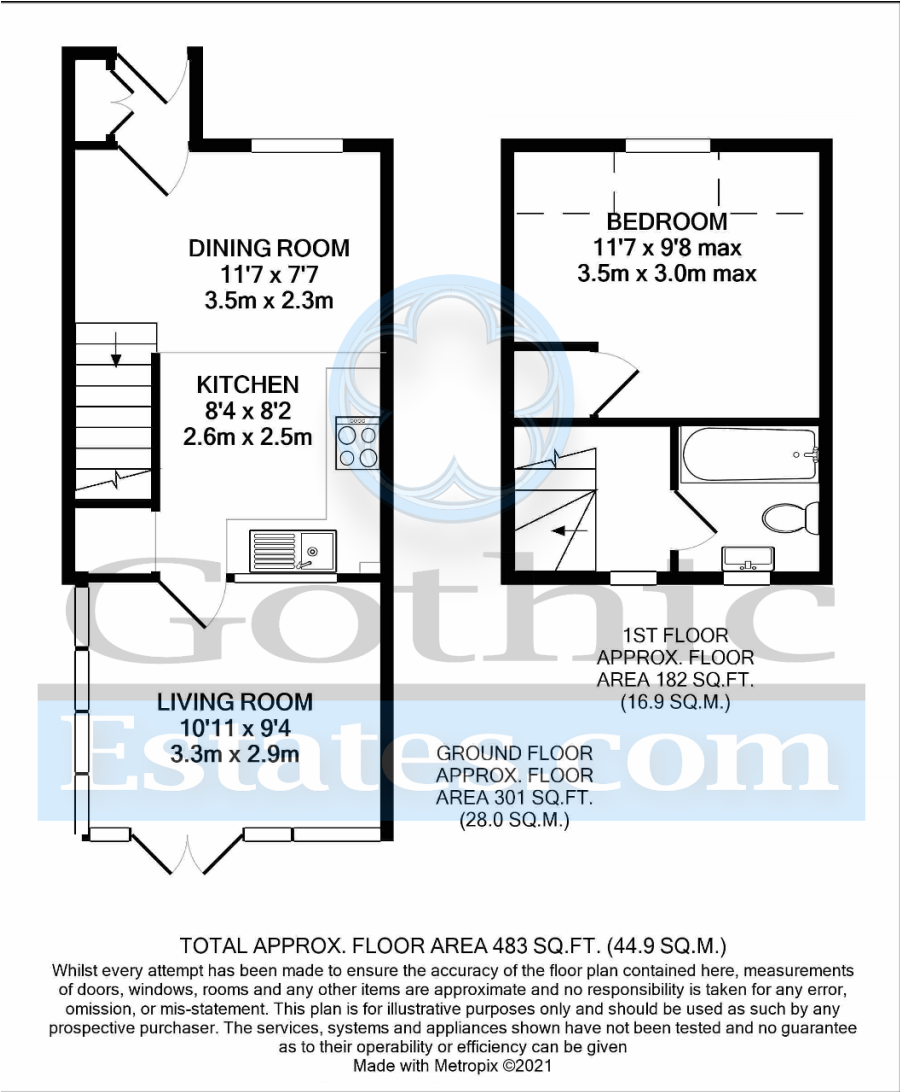 DINING ROOM
11'7 x 7'7
3.5m x 2.3m
KITCHEN
8'4 x 8'2
2.6m x 2.5m
LIVING ROOM
10'11 x 9'4
3.3m x 2.9m
BEDROOM
11'7 x 9'8 max
3.5m x 3.0m max
1ST FLOOR
APPROX. FLOOR
AREA 182 SQ.FT.
(16.9 SQ.M.)
GROUND FLOOR
APPROX. FLOOR
AREA 301 SQ.FT.
(28.0 SQ.M.)
Gothic
Estates.com
TOTAL APPROX. FLOOR AREA 483 SQ.FT. (44.9 SQ.M.)
Whilst every attempt has been made to ensure the accuracy of the floor plan contained here, measurements
of doors, windows, rooms and any other items are approximate and no responsibility is taken for any error,
omission, or mis-statement. This plan is for illustrative purposes only and should be used as such by any
prospective purchaser. The services, systems and appliances shown have not been tested and no guarantee
as to their operability or efficiency can be given
Made with Metropix ©2021